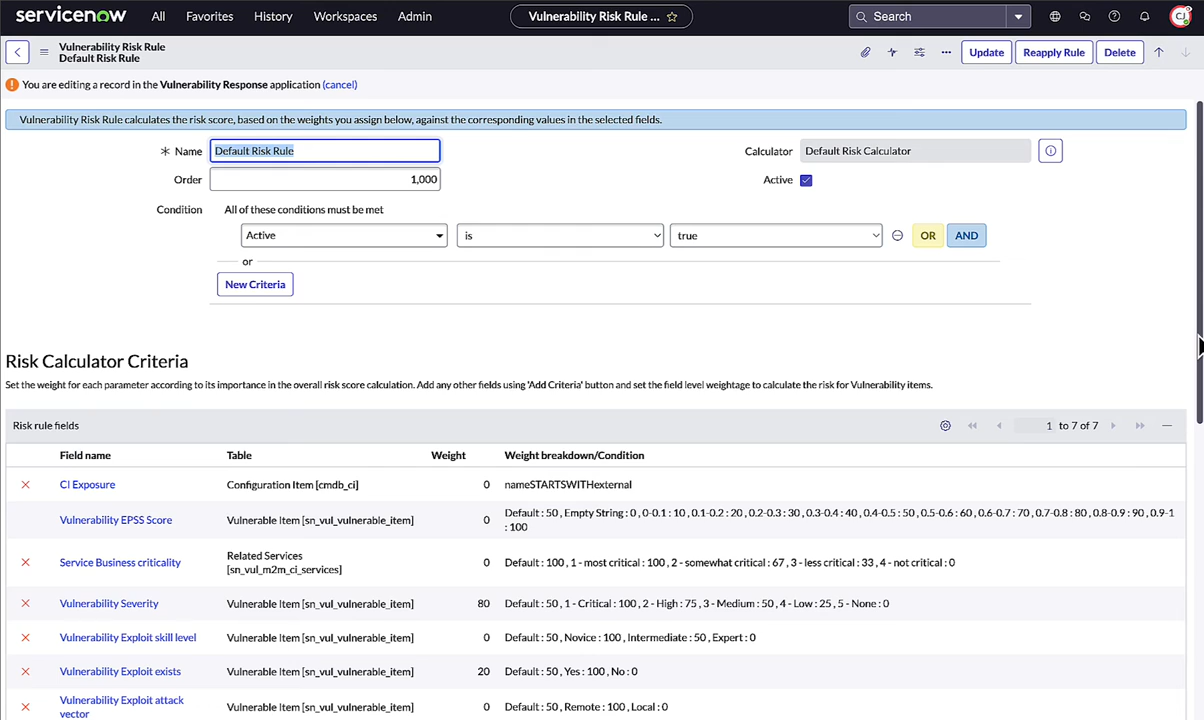 servicenow All Favorites History Workspaces Admin Vulnerability Risk Rule ... Search CJ
Vulnerability Risk Rule
Default Risk Rule
Update Reapply Rule Delete
You are editing a record in the Vulnerability Response application (cancel)
Vulnerability Risk Rule calculates the risk score, based on the weights you assign below, against the corresponding values in the selected fields.
Name Default Risk Rule Calculator Default Risk Calculator
Order 1,000 Active
Condition All of these conditions must be met
Active is true OR AND
or
New Criteria
Risk Calculator Criteria
Set the weight for each parameter according to its importance in the overall risk score calculation. Add any other fields using 'Add Criteria' button and set the field level weightage to calculate the risk for Vulnerability items.
Risk rule fields 1 to 7 of 7
Field name Table Weight Weight breakdown/Condition
CI Exposure Configuration Item [cmdb_ci] 0 nameSTARTSWITHexternal
Vulnerability EPSS Score Vulnerable Item [sn_vul_vulnerable_item] 0 Default : 50 , Empty String : 0 , 0-0.1 : 10 , 0.1-0.2 : 20 , 0.2-0.3 : 30 , 0.3-0.4 : 40 , 0.4-0.5 : 50 , 0.5-0.6 : 60 , 0.6-0.7 : 70 , 0.7-0.8 : 80 , 0.8-0.9 : 90 , 0.9-1
: 100
Service Business criticality Related Services
[sn_vul_m2m_ci_services] 0 Default : 100 , 1 - most critical : 100 , 2 - somewhat critical : 67 , 3 - less critical : 33 , 4 - not critical : 0
Vulnerability Severity Vulnerable Item [sn_vul_vulnerable_item] 80 Default : 50 , 1 - Critical : 100 , 2 - High : 75 , 3 - Medium : 50 , 4 - Low : 25 , 5 - None : 0
Vulnerability Exploit skill level Vulnerable Item [sn_vul_vulnerable_item] 0 Default : 50 , Novice : 100 , Intermediate : 50 , Expert : 0
Vulnerability Exploit exists Vulnerable Item [sn_vul_vulnerable_item] 20 Default : 50 , Yes : 100 , No : 0
Vulnerability Exploit attack
vector Vulnerable Item [sn_vul_vulnerable_item] 0 Default : 50 , Remote : 100 , Local : 0